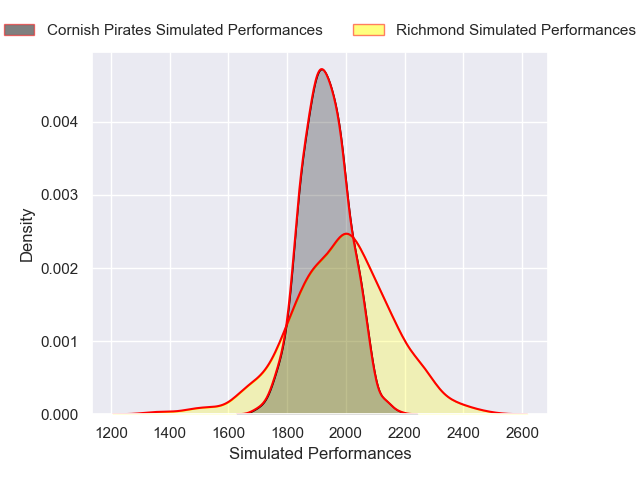 Cornish Pirates Simulated Performances Richmond Simulated Performances
0.004
0.003
0.002
0.001
0.000
Density
1200 1400 1600 1800 2000 2200 2400 2600
Simulated Performances